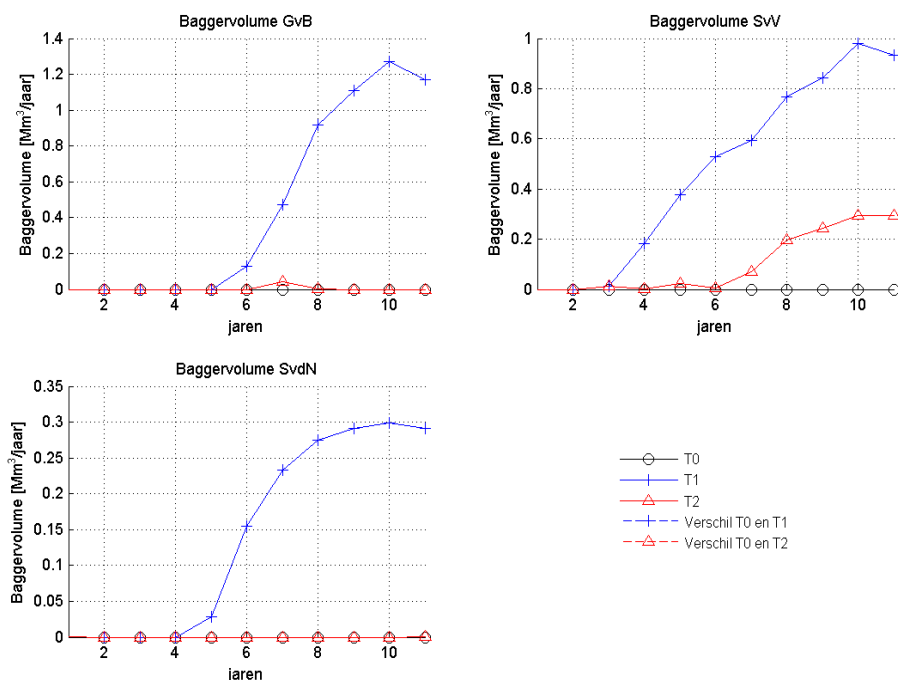 Baggervolume GvB
Baggervolume [Mm³/jaar]
1.4
1.2
1
0.8
0.6
0.4
0.2
0
2 4 6 8 10
jaren
Baggervolume SvV
Baggervolume [Mm³/jaar]
1
0.8
0.6
0.4
0.2
0
2 4 6 8 10
jaren
Baggervolume SvdN
Baggervolume [Mm³/jaar]
0.35
0.3
0.25
0.2
0.15
0.1
0.05
0
2 4 6 8 10
jaren
T0
T1
T2
Verschil T0 en T1
Verschil T0 en T2